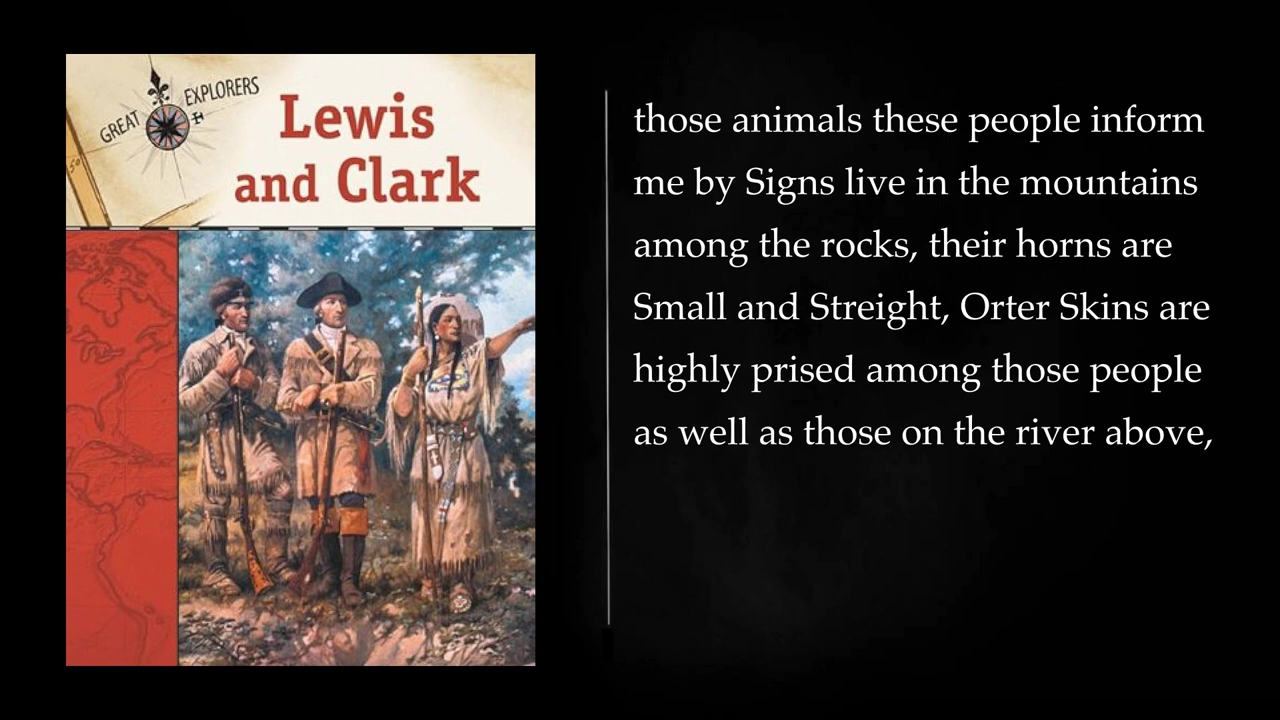 GREAT EXPLORERS
Lewis
and Clark
50
those animals these people inform
me by Signs live in the mountains
among the rocks, their horns are
Small and Streight, Orter Skins are
highly prised among those people
as well as those on the river above,